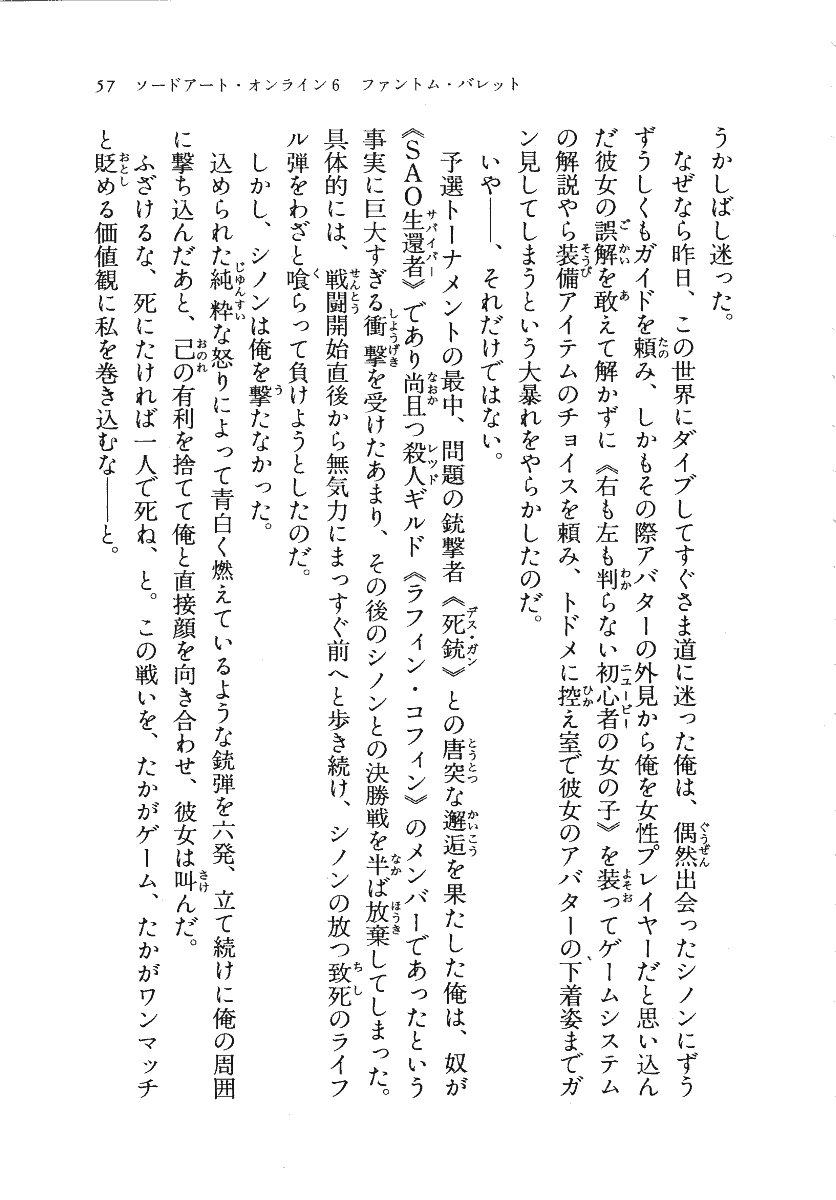 57　ソードアート・オンライン6　ファントム・バレット
うかしばし迷った。
　なぜなら昨日、この世界にダイブしてすぐさま道に迷った俺は、偶然出会ったシノンにずう
ずうしくもガイドを頼み、しかもその際アバターの外見から俺を女性プレイヤーだと思い込ん
だ彼女の誤解を敢えて解かずに《右も左も判らない初心者の女の子》を装ってゲームシステム
の解説やら装備アイテムのチョイスを頼み、トドメに控え室で彼女のアバターの下着姿までガ
ン見してしまうという大暴れをやらかしたのだ。
　いや――、それだけではない。
　予選トーナメントの最中、問題の銃撃者《死銃》との唐突な邂逅を果たした俺は、奴が
《SAO生還者》であり尚且つ殺人ギルド《ラフィン・コフィン》のメンバーであったという
事実に巨大すぎる衝撃を受けたあまり、その後のシノンとの決勝戦を半ば放棄してしまった。
具体的には、戦闘開始直後から無気力にまっすぐ前へと歩き続け、シノンの放つ致死のライフ
ル弾をわざと喰らって負けようとしたのだ。
　しかし、シノンは俺を撃たなかった。
　込められた純粋な怒りによって青白く燃えているような銃弾を六発、立て続けに俺の周囲
に撃ち込んだあと、己の有利を捨てて俺と直接顔を向き合わせ、彼女は叫んだ。
　ふざけるな、死にたければ一人で死ね、と。この戦いを、たかがゲーム、たかがワンマッチ
と貶める価値観に私を巻き込むな――と。